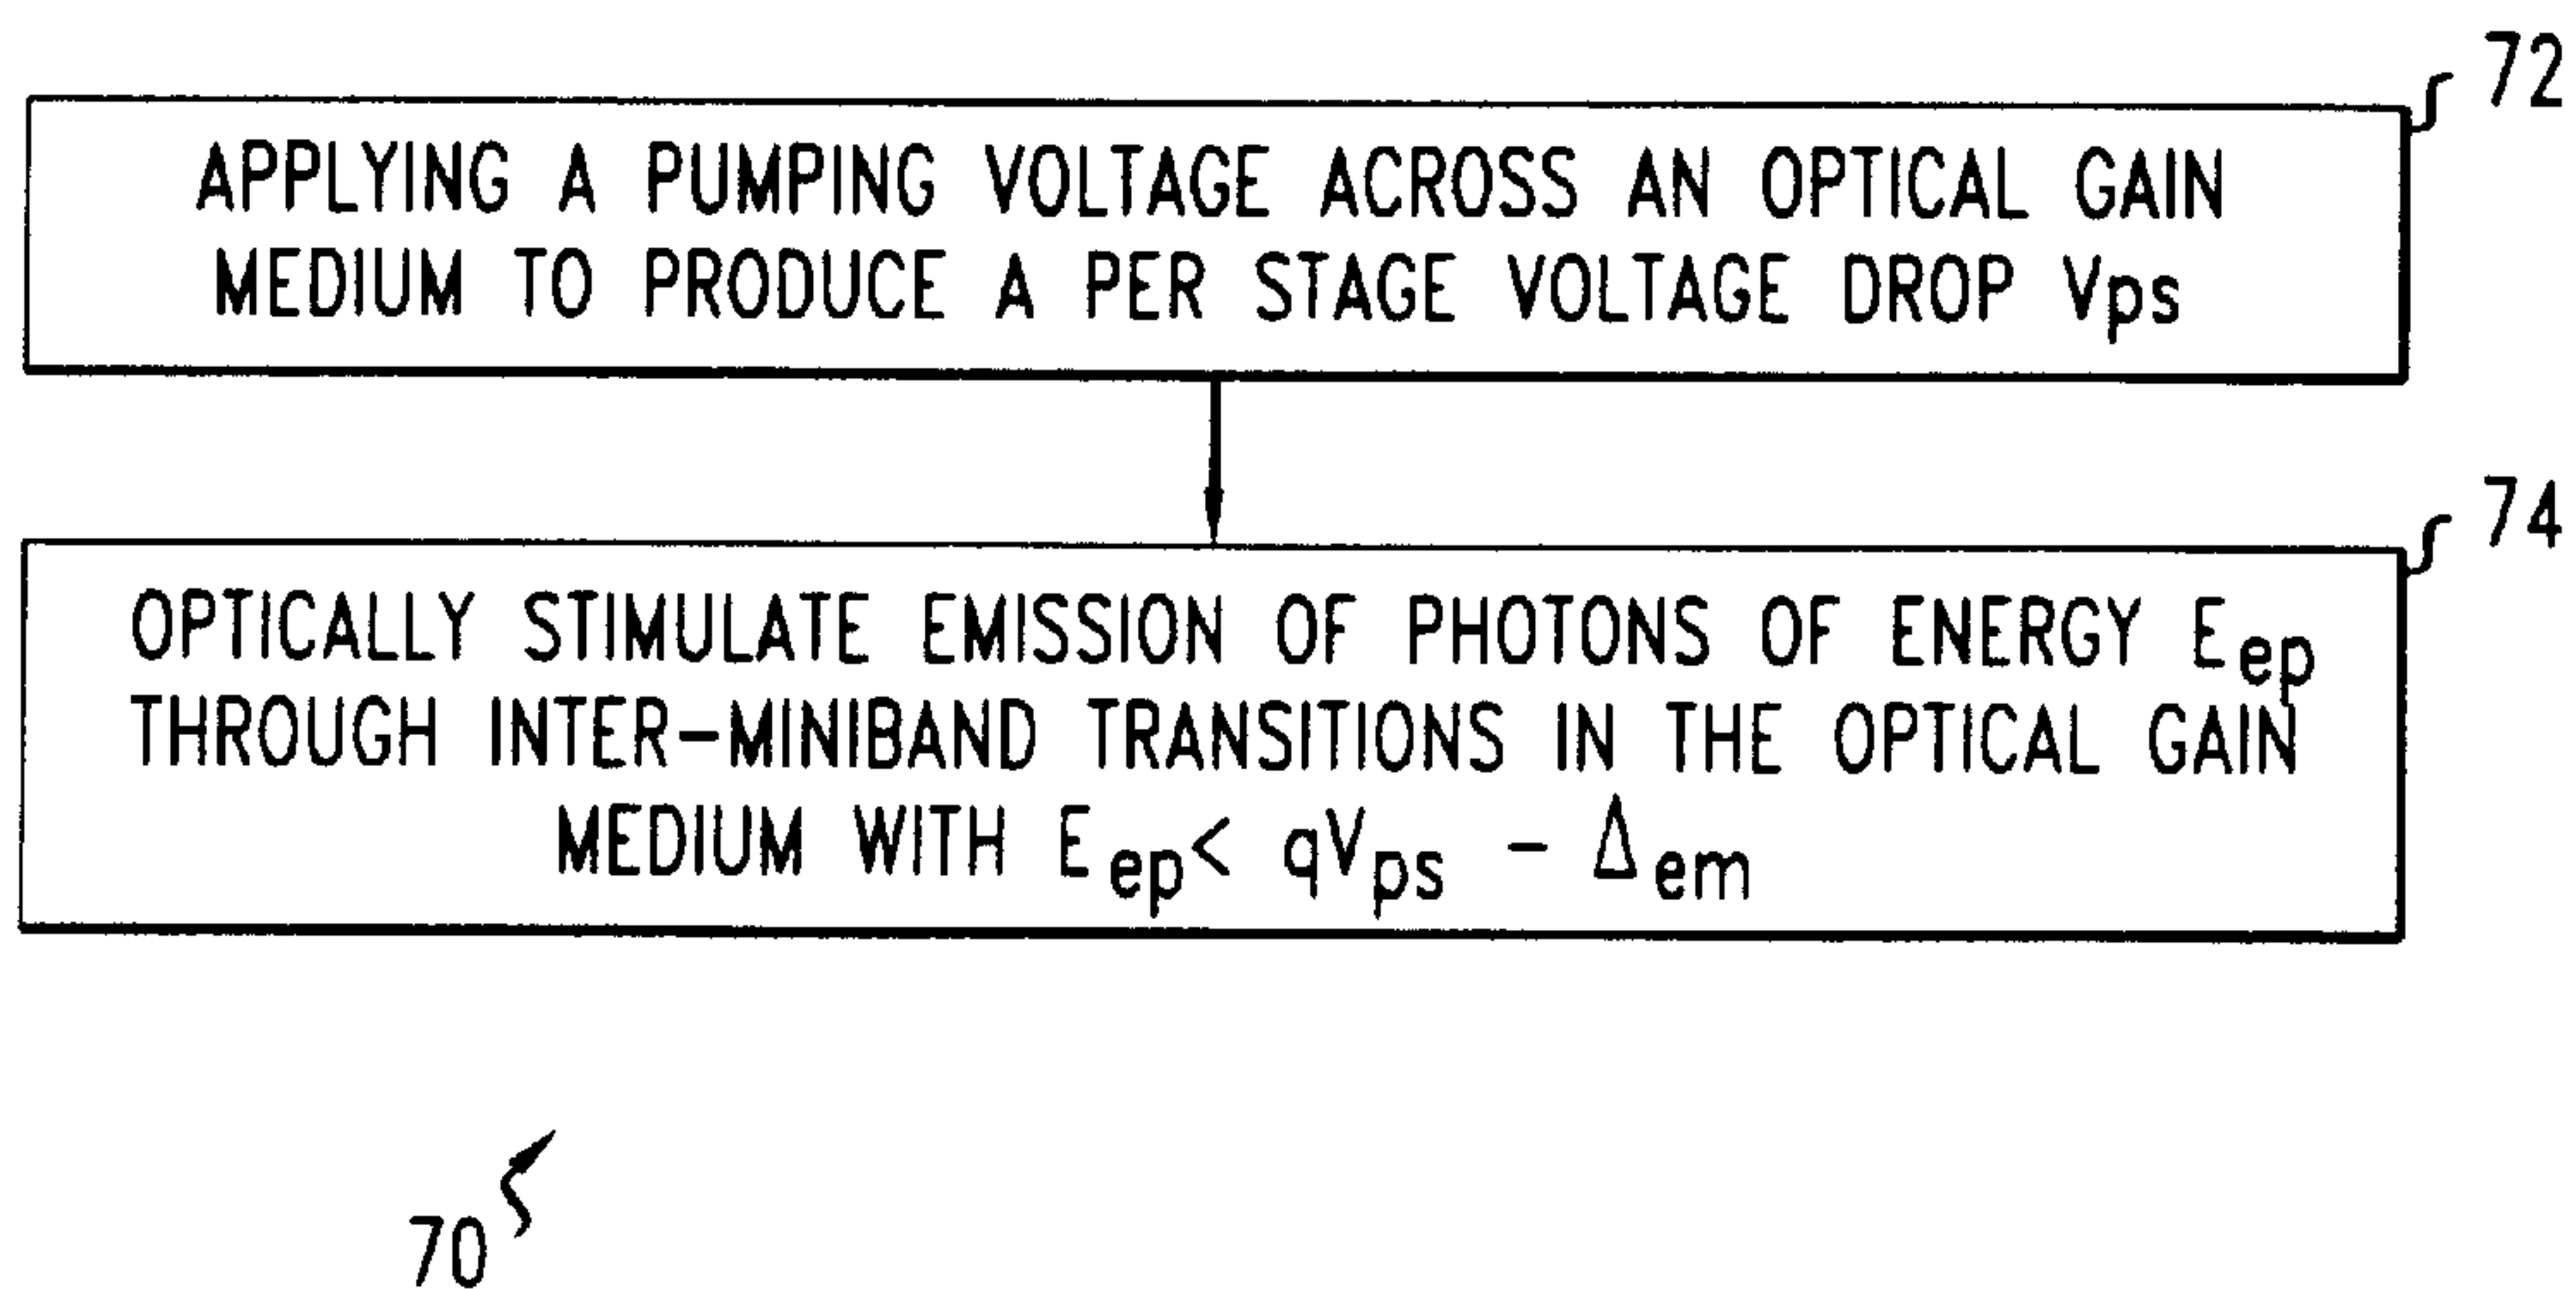 72
APPLYING A PUMPING VOLTAGE ACROSS AN OPTICAL GAIN
MEDIUM TO PRODUCE A PER STAGE VOLTAGE DROP Vps
74
OPTICALLY STIMULATE EMISSION OF PHOTONS OF ENERGY Eep
THROUGH INTER-MINIBAND TRANSITIONS IN THE OPTICAL GAIN
MEDIUM WITH Eep< qVps - Δem
70